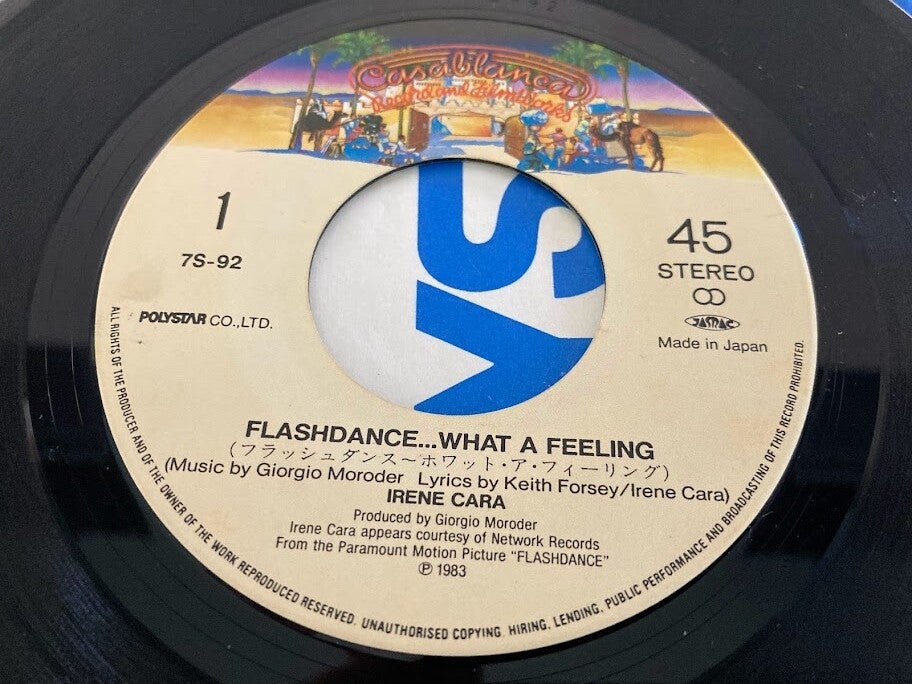 Casablanca
Record and FilmWorks
1
7S-92
POLYSTAR CO.,LTD.
45
STEREO
JASRAC
Made in Japan
YS
FLASHDANCE...WHAT A FEELING
(フラッシュダンス〜ホワット・ア・フィーリング)
(Music by Giorgio Moroder Lyrics by Keith Forsey/Irene Cara)
IRENE CARA
Produced by Giorgio Moroder
Irene Cara appears courtesy of Network Records
From the Paramount Motion Picture "FLASHDANCE"
℗ 1983
ALL RIGHTS OF THE PRODUCER AND OF THE OWNER OF THE WORK REPRODUCED RESERVED. UNAUTHORISED COPYING. HIRING, LENDING, PUBLIC PERFORMANCE AND BROADCASTING OF THIS RECORD PROHIBITED.